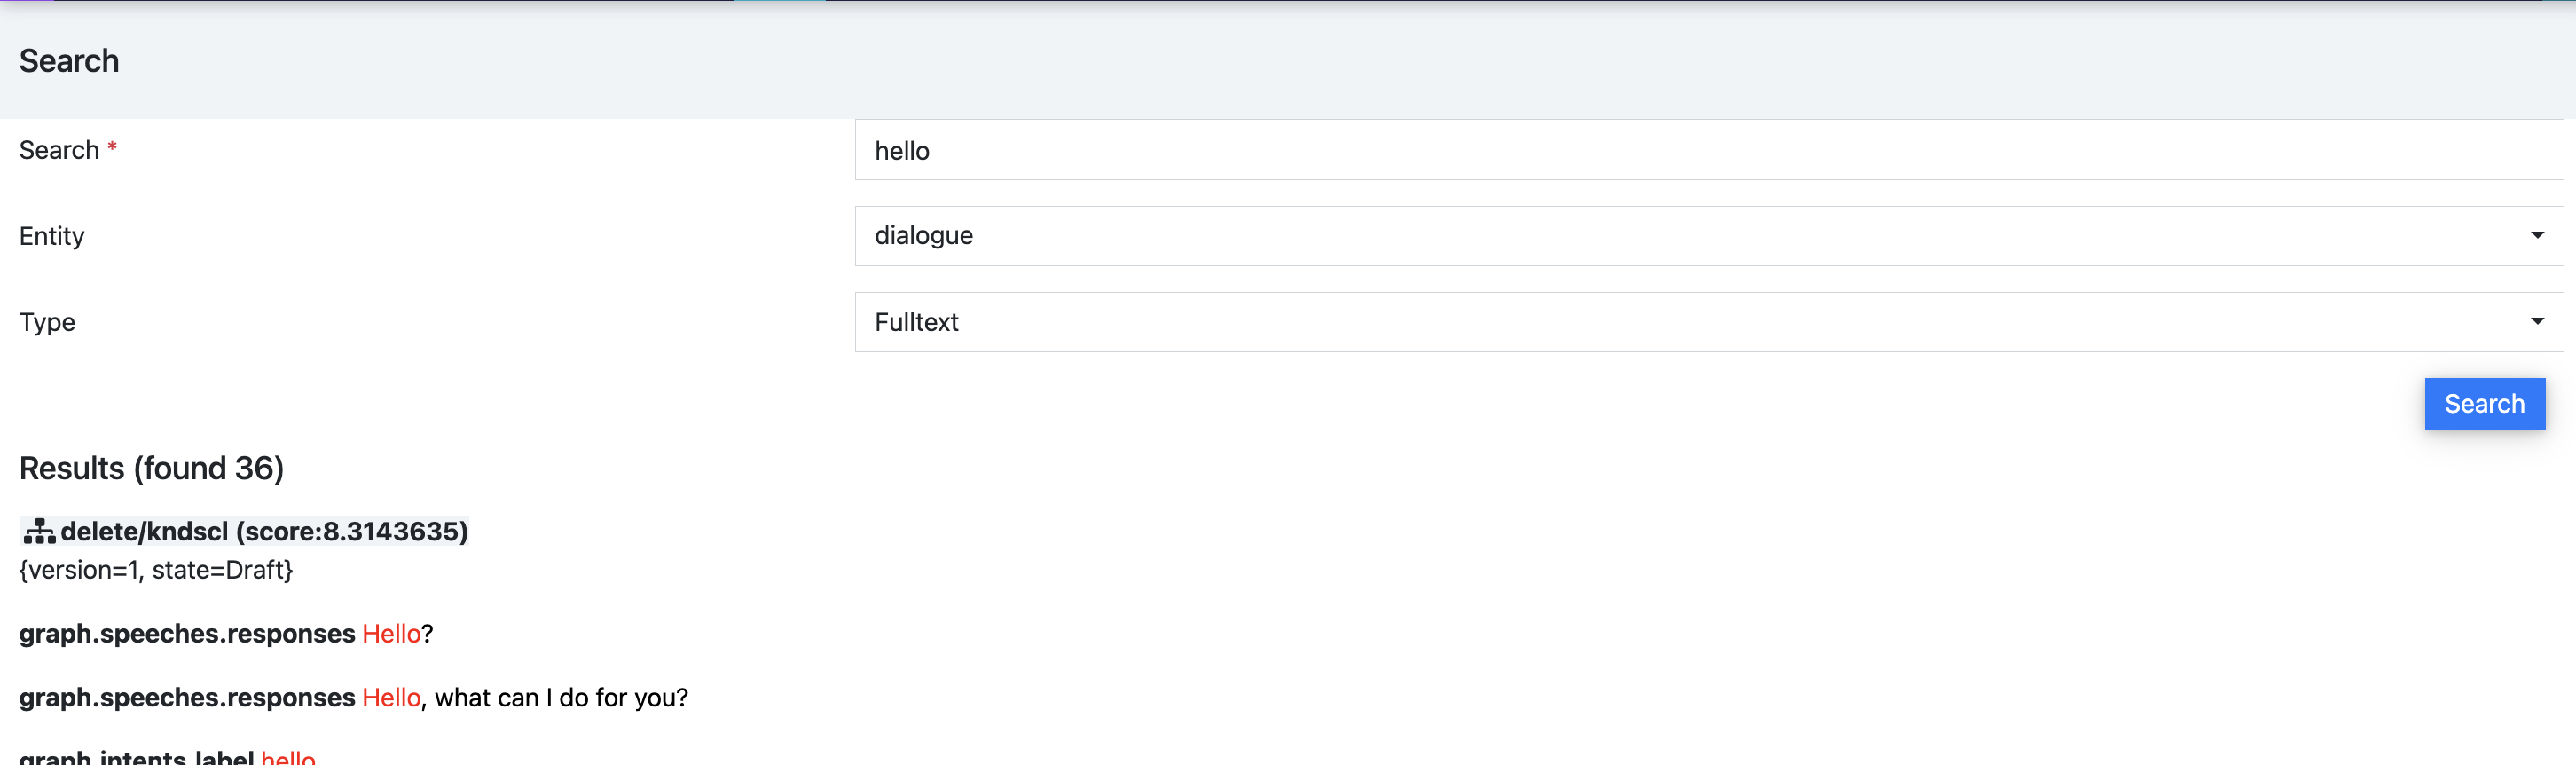 Search
Search *
hello
Entity
dialogue
Type
Fulltext
Search
Results (found 36)
delete/kndscl (score:8.3143635)
{version=1, state=Draft}
graph.speeches.responses Hello?
graph.speeches.responses Hello, what can I do for you?
graph.intents.label hello